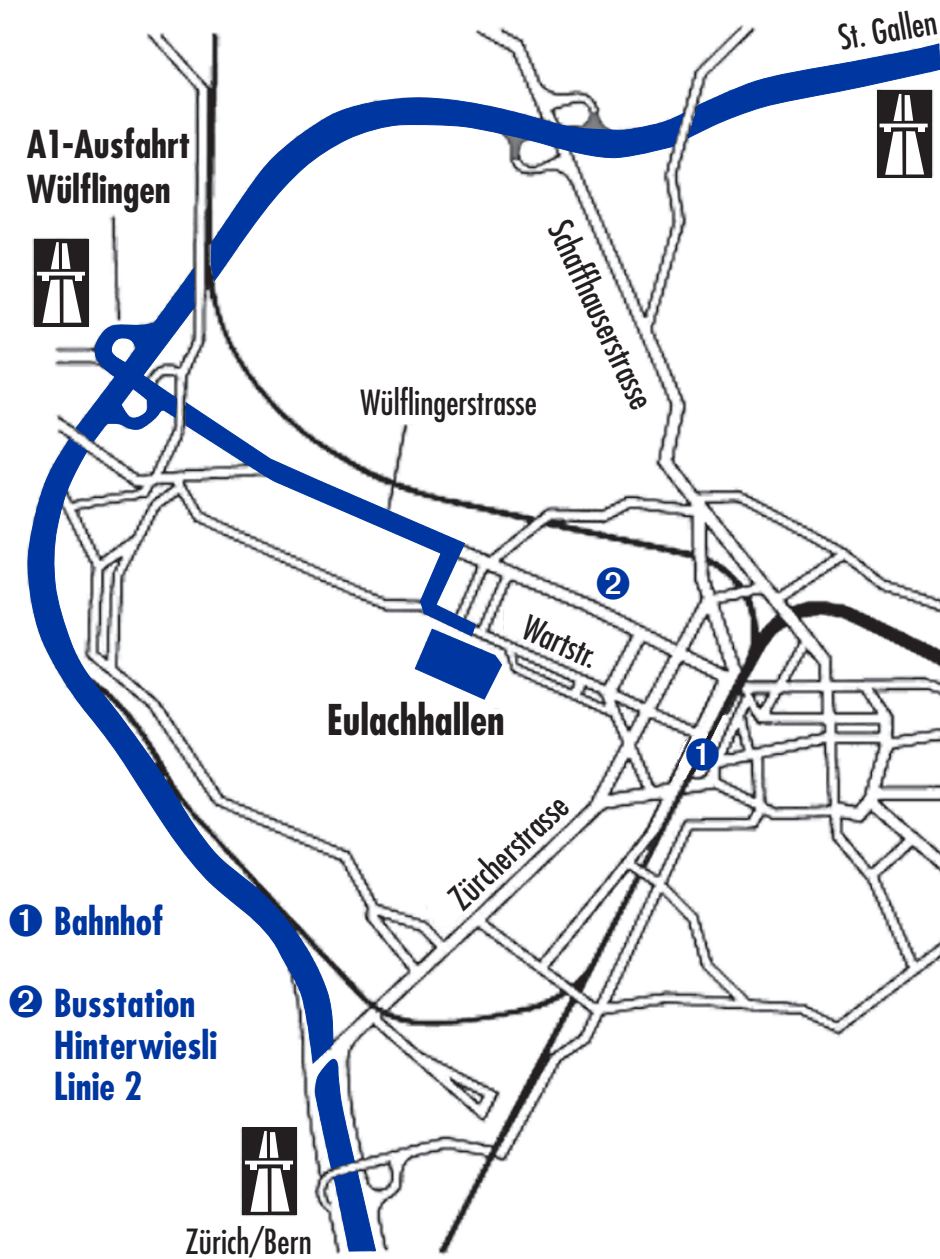 St. Gallen
A1-Ausfahrt
Wülflingen
Schaffhauserstrasse
Wülflingerstrasse
2
Wartstr.
Eulachhallen
1
Zürcherstrasse
1 Bahnhof
2 Busstation
Hinterwiesli
Linie 2
Zürich/Bern